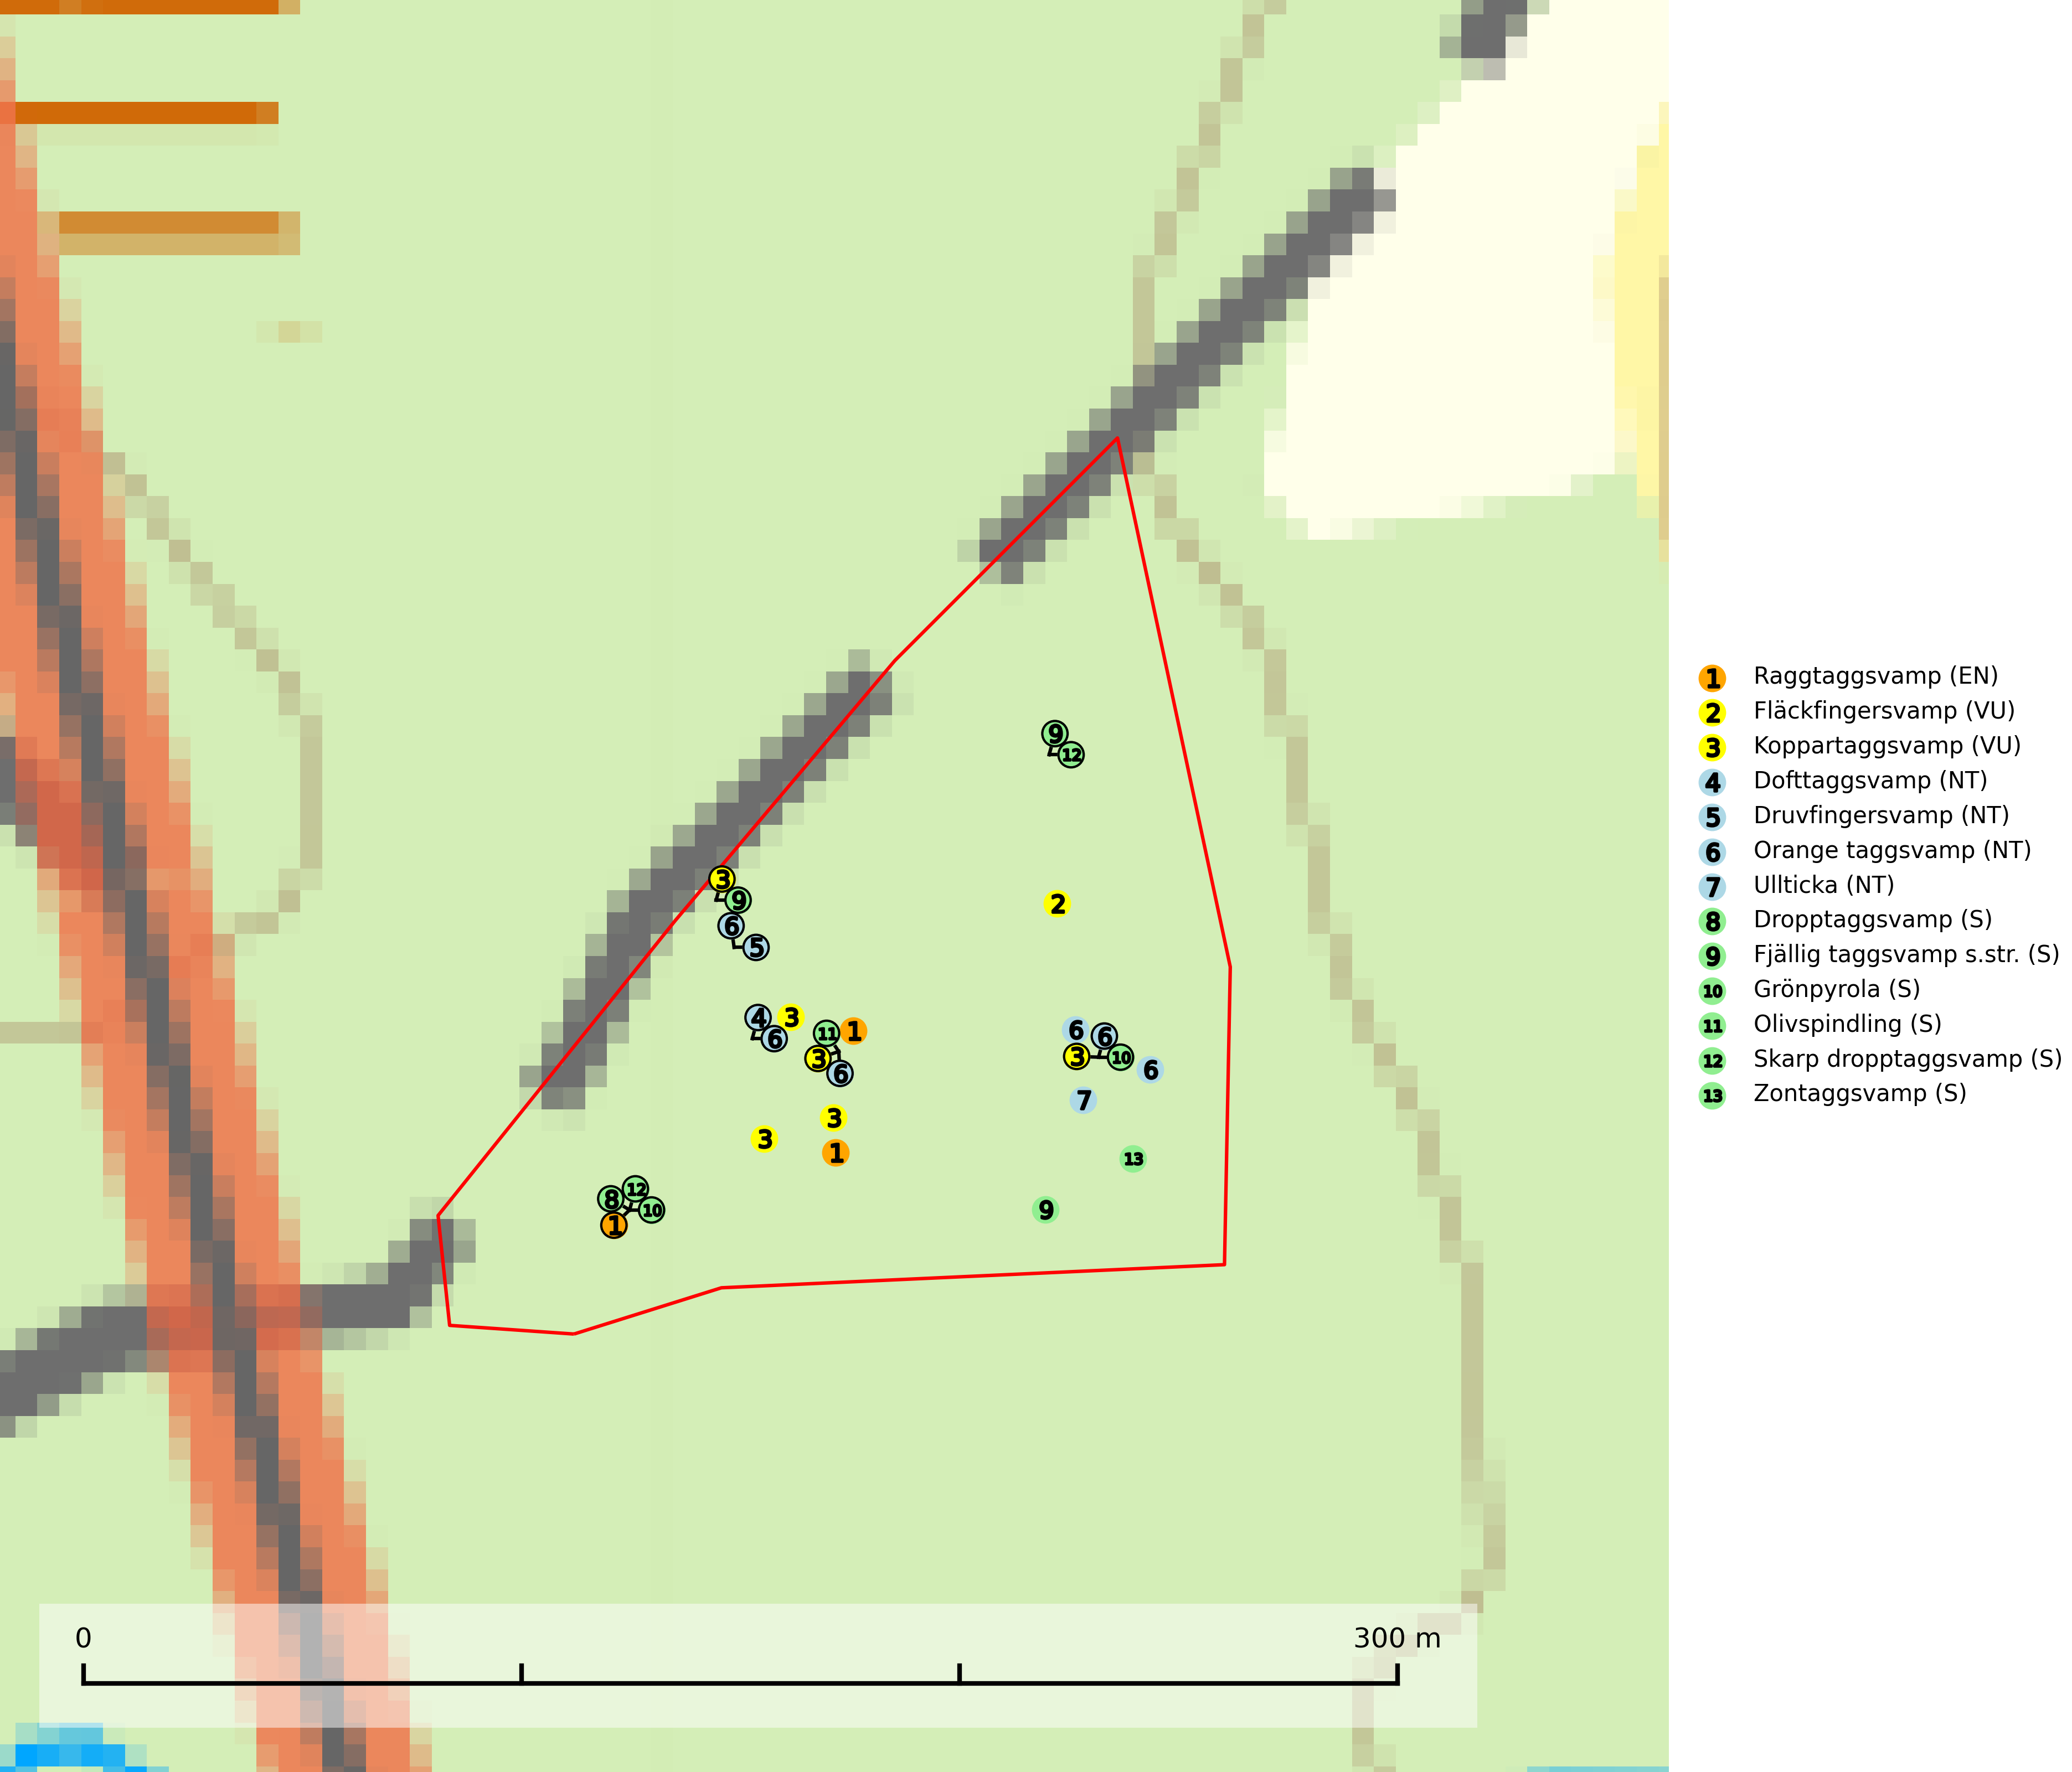 9
12
3
9
2
6
5
4
3
11
1
6
6
6
3
6
3
10
6
7
3
3
1
13
12
8
10
9
1
1 Raggtaggsvamp (EN)
2 Fläckfingersvamp (VU)
3 Koppartaggsvamp (VU)
4 Dofttaggsvamp (NT)
5 Druvfingersvamp (NT)
6 Orange taggsvamp (NT)
7 Ullticka (NT)
8 Dropptaggsvamp (S)
9 Fjällig taggsvamp s.str. (S)
10 Grönpyrola (S)
11 Olivspindling (S)
12 Skarp dropptaggsvamp (S)
13 Zontaggsvamp (S)
0 300 m